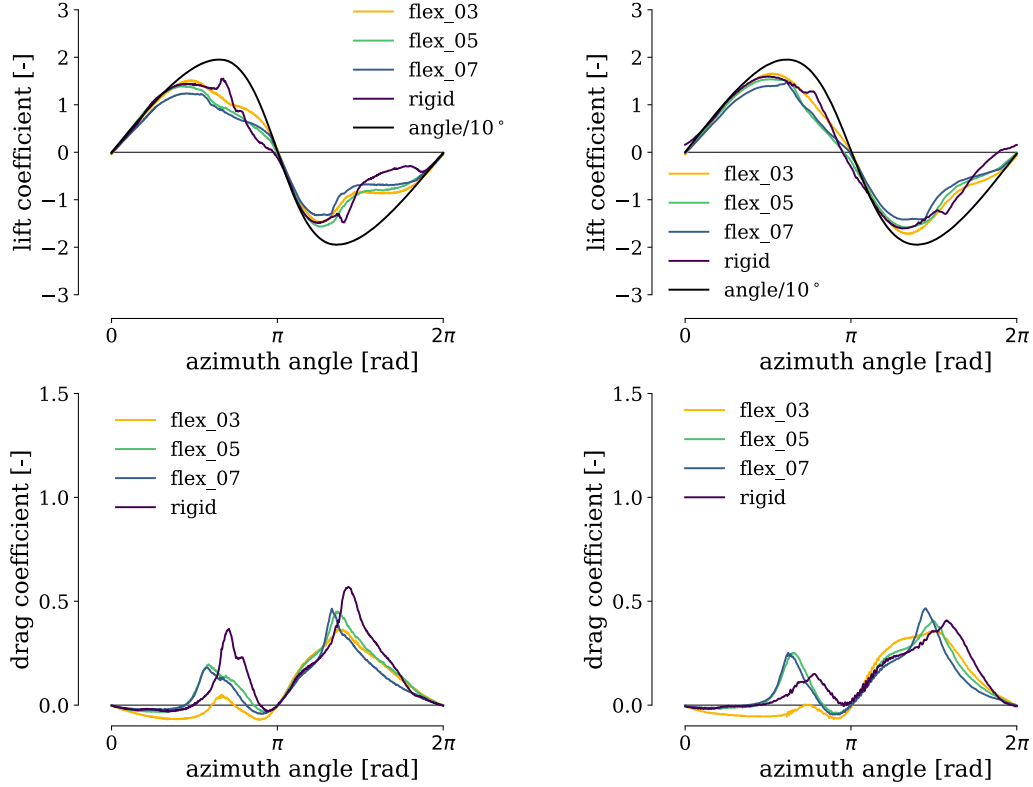 3
2
1
0
−1
−2
−3
lift coefficient [-]
flex_03
flex_05
flex_07
rigid
angle/10°
0
π
2π
azimuth angle [rad]
3
2
1
0
−1
−2
−3
lift coefficient [-]
flex_03
flex_05
flex_07
rigid
angle/10°
0
π
2π
azimuth angle [rad]
1.5
1.0
0.5
0.0
drag coefficient [-]
flex_03
flex_05
flex_07
rigid
0
π
2π
azimuth angle [rad]
1.5
1.0
0.5
0.0
drag coefficient [-]
flex_03
flex_05
flex_07
rigid
0
π
2π
azimuth angle [rad]